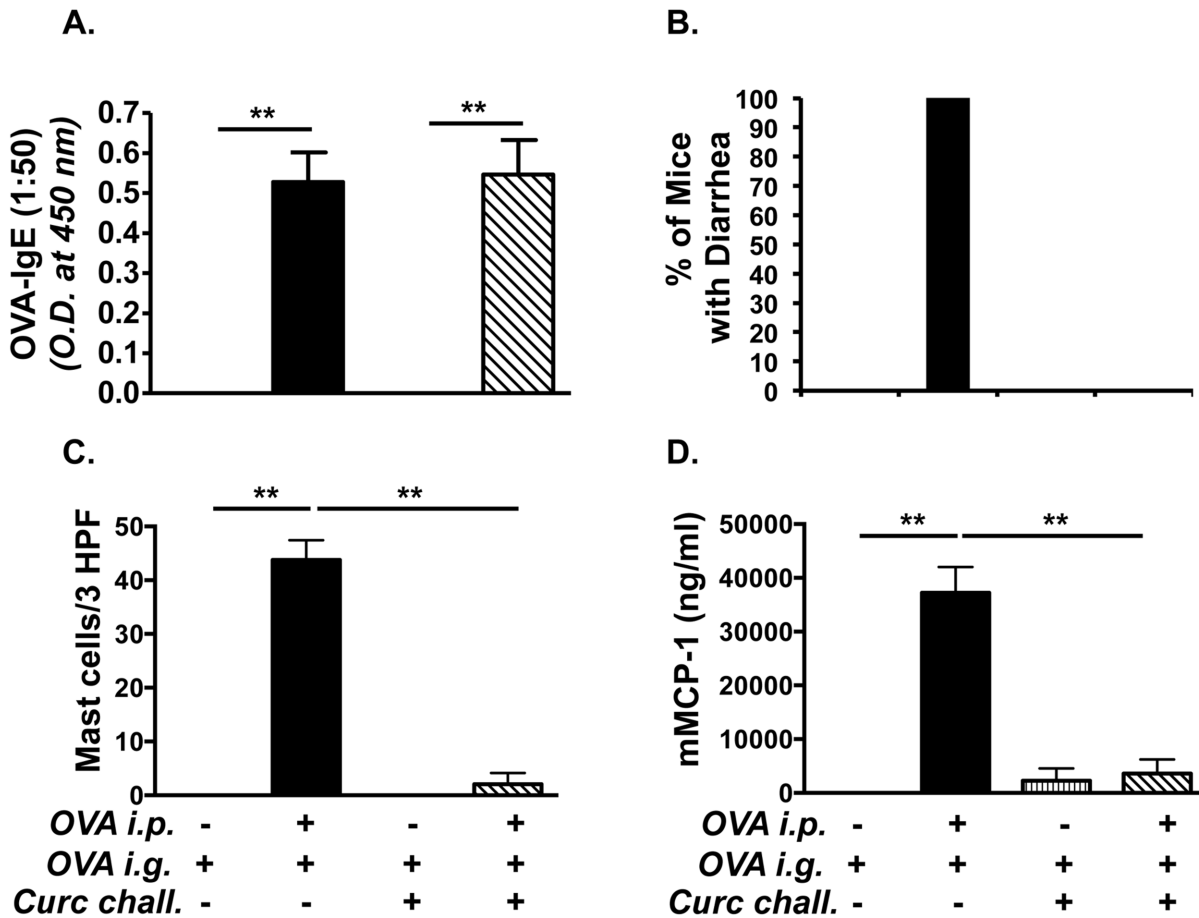 A.
OVA-IgE (1:50)
(O.D. at 450 nm)
0.7
0.6
0.5
0.4
0.3
0.2
0.1
0.0
**
**
B.
% of Mice
with Diarrhea
100
90
80
70
60
50
40
30
20
10
0
C.
Mast cells/3 HPF
50
40
30
20
10
0
**
**
OVA i.p. - + - +
OVA i.g. + + + +
Curc chall. - - + +
D.
mMCP-1 (ng/ml)
50000
40000
30000
20000
10000
0
**
**
OVA i.p. - + - +
OVA i.g. + + + +
Curc chall. - - + +